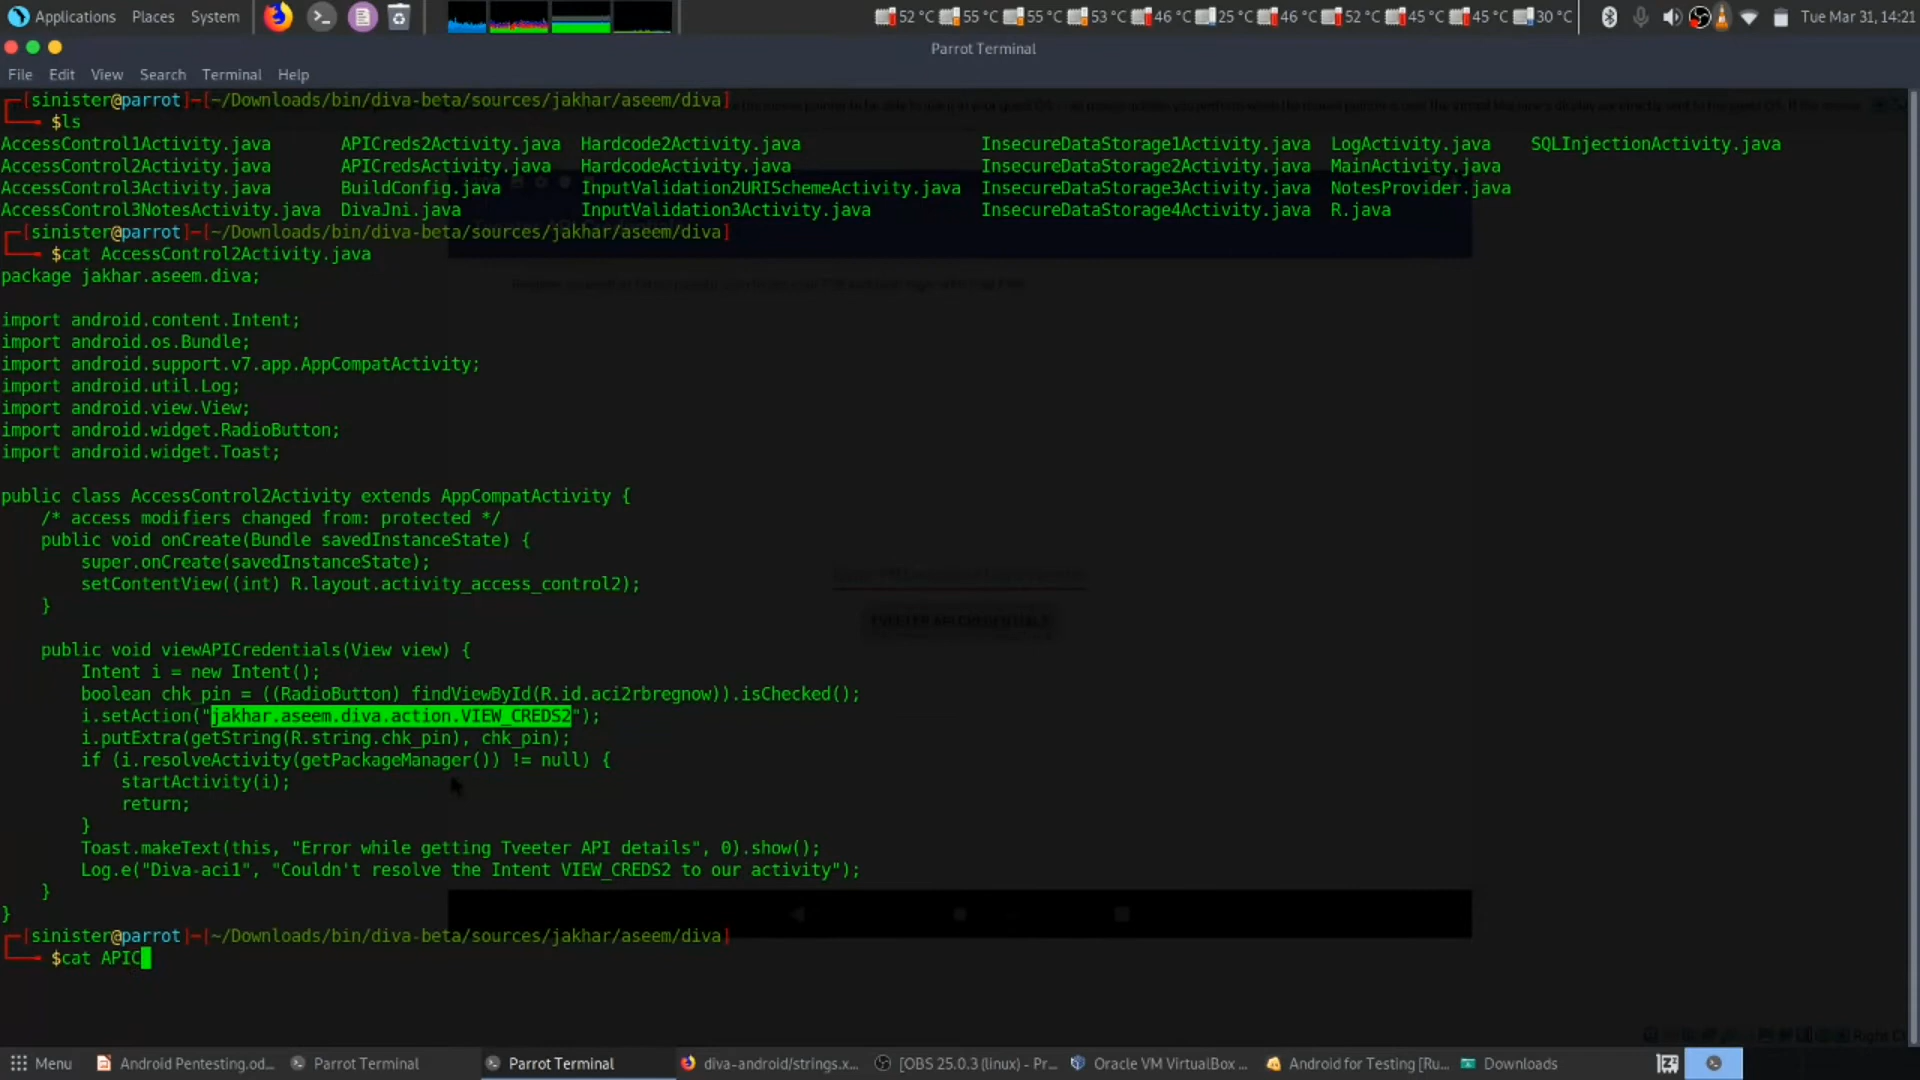 Applications Places System 52 °C 55 °C 55 °C 53 °C 46 °C 25 °C 46 °C 52 °C 45 °C 45 °C 30 °C Tue Mar 31, 14:21
Parrot Terminal
File Edit View Search Terminal Help
[sinister@parrot]-[~/Downloads/bin/diva-beta/sources/jakhar/aseem/diva]
$ls
AccessControl1Activity.java APICreds2Activity.java Hardcode2Activity.java InsecureDataStorage1Activity.java LogActivity.java SQLInjectionActivity.java
AccessControl2Activity.java APICredsActivity.java HardcodeActivity.java InsecureDataStorage2Activity.java MainActivity.java
AccessControl3Activity.java BuildConfig.java InputValidation2URISchemeActivity.java InsecureDataStorage3Activity.java NotesProvider.java
AccessControl3NotesActivity.java DivaJni.java InputValidation3Activity.java InsecureDataStorage4Activity.java R.java
[sinister@parrot]-[~/Downloads/bin/diva-beta/sources/jakhar/aseem/diva]
$cat AccessControl2Activity.java
package jakhar.aseem.diva;
import android.content.Intent;
import android.os.Bundle;
import android.support.v7.app.AppCompatActivity;
import android.util.Log;
import android.view.View;
import android.widget.RadioButton;
import android.widget.Toast;
public class AccessControl2Activity extends AppCompatActivity {
/* access modifiers changed from: protected */
public void onCreate(Bundle savedInstanceState) {
super.onCreate(savedInstanceState);
setContentView((int) R.layout.activity_access_control2);
}
public void viewAPICredentials(View view) {
Intent i = new Intent();
boolean chk_pin = ((RadioButton) findViewById(R.id.aci2rbregnow)).isChecked();
i.setAction("jakhar.aseem.diva.action.VIEW_CREDS2");
i.putExtra(getString(R.string.chk_pin), chk_pin);
if (i.resolveActivity(getPackageManager()) != null) {
startActivity(i);
return;
}
Toast.makeText(this, "Error while getting Tveeter API details", 0).show();
Log.e("Diva-aci1", "Couldn't resolve the Intent VIEW_CREDS2 to our activity");
}
}
[sinister@parrot]-[~/Downloads/bin/diva-beta/sources/jakhar/aseem/diva]
$cat APIC
Menu Android Pentesting.od... Parrot Terminal Parrot Terminal diva-android/strings.x... [OBS 25.0.3 (linux) - Pr... Oracle VM VirtualBox ... Android for Testing [Ru... Downloads